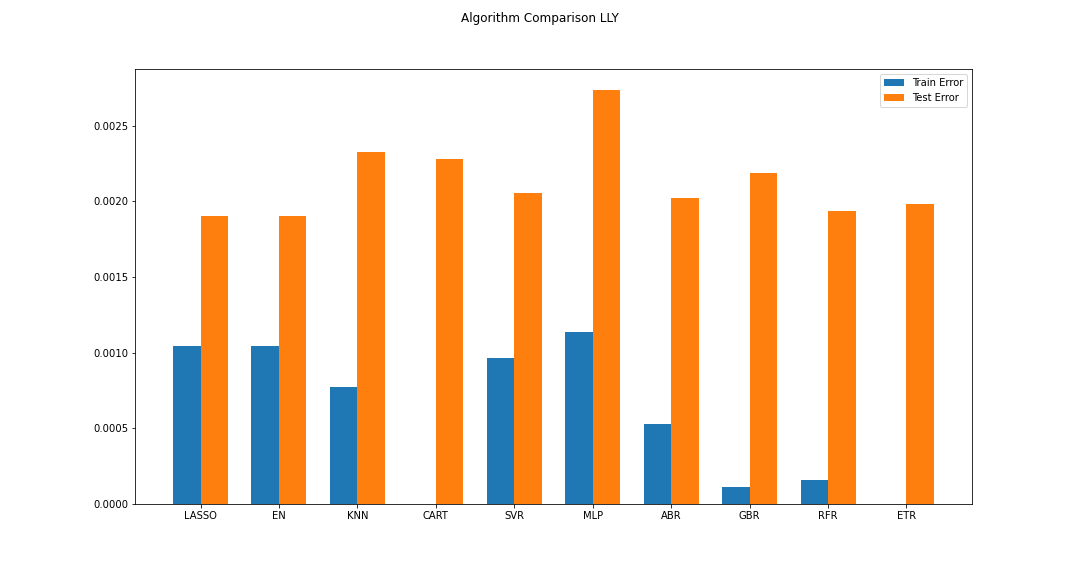 Algorithm Comparison LLY
Train Error
Test Error
0.0025
0.0020
0.0015
0.0010
0.0005
0.0000
LASSO EN KNN CART SVR MLP ABR GBR RFR ETR